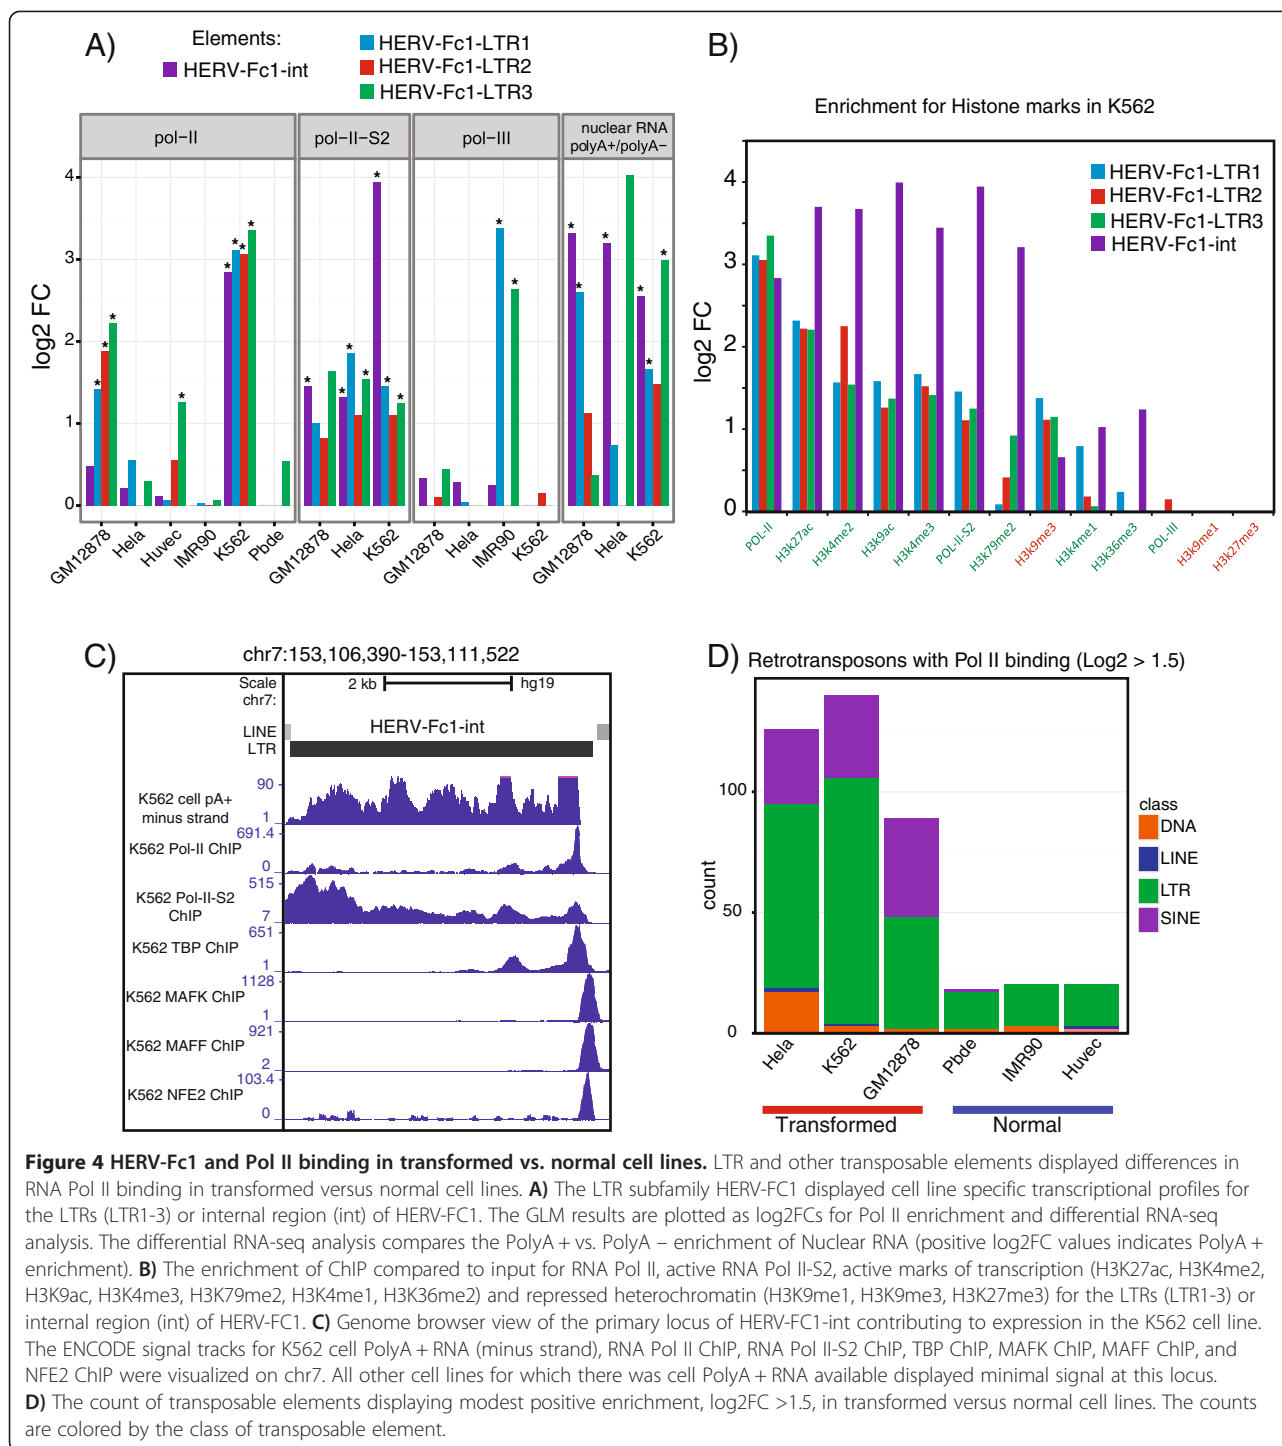 A)
Elements:
HERV-Fc1-int
HERV-Fc1-LTR1
HERV-Fc1-LTR2
HERV-Fc1-LTR3
pol-II
pol-II-S2
pol-III
nuclear RNA
polyA+/polyA-
log2 FC
4
3
2
1
0
* * * * * * * * * * * * * * * * * * * * * * *
GM12878
Hela
Huvec
IMR90
K562
Pbde
GM12878
Hela
K562
GM12878
Hela
IMR90
K562
GM12878
Hela
K562
B)
Enrichment for Histone marks in K562
HERV-Fc1-LTR1
HERV-Fc1-LTR2
HERV-Fc1-LTR3
HERV-Fc1-int
log2 FC
4
3
2
1
0
POL-II
H3k27ac
H3k4me2
H3k9ac
H3k4me3
POL-II-S2
H3k79me2
H3k9me3
H3k4me1
H3k36me3
POL-III
H3k9me1
H3k27me3
C)
chr7:153,106,390-153,111,522
Scale
2 kb
hg19
chr7:
HERV-Fc1-int
LINE
LTR
90
K562 cell pA+
minus strand
1
691.4
K562 Pol-II ChIP
0
515
K562 Pol-II-S2
ChIP
7
651
K562 TBP ChIP
1
1128
K562 MAFK ChIP
1
921
K562 MAFF ChIP
2
103.4
K562 NFE2 ChIP
0
D)
Retrotransposons with Pol II binding (Log2 > 1.5)
count
100
50
0
class
DNA
LINE
LTR
SINE
Hela
K562
GM12878
Pbde
IMR90
Huvec
Transformed
Normal
Figure 4 HERV-Fc1 and Pol II binding in transformed vs. normal cell lines. LTR and other transposable elements displayed differences in
RNA Pol II binding in transformed versus normal cell lines. A) The LTR subfamily HERV-FC1 displayed cell line specific transcriptional profiles for
the LTRs (LTR1-3) or internal region (int) of HERV-FC1. The GLM results are plotted as log2FCs for Pol II enrichment and differential RNA-seq
analysis. The differential RNA-seq analysis compares the PolyA + vs. PolyA – enrichment of Nuclear RNA (positive log2FC values indicates PolyA +
enrichment). B) The enrichment of ChIP compared to input for RNA Pol II, active RNA Pol II-S2, active marks of transcription (H3K27ac, H3K4me2,
H3K9ac, H3K4me3, H3K79me2, H3K4me1, H3K36me2) and repressed heterochromatin (H3K9me1, H3K9me3, H3K27me3) for the LTRs (LTR1-3) or
internal region (int) of HERV-FC1. C) Genome browser view of the primary locus of HERV-FC1-int contributing to expression in the K562 cell line.
The ENCODE signal tracks for K562 cell PolyA + RNA (minus strand), RNA Pol II ChIP, RNA Pol II-S2 ChIP, TBP ChIP, MAFK ChIP, MAFF ChIP, and
NFE2 ChIP were visualized on chr7. All other cell lines for which there was cell PolyA + RNA available displayed minimal signal at this locus.
D) The count of transposable elements displaying modest positive enrichment, log2FC >1.5, in transformed versus normal cell lines. The counts
are colored by the class of transposable element.